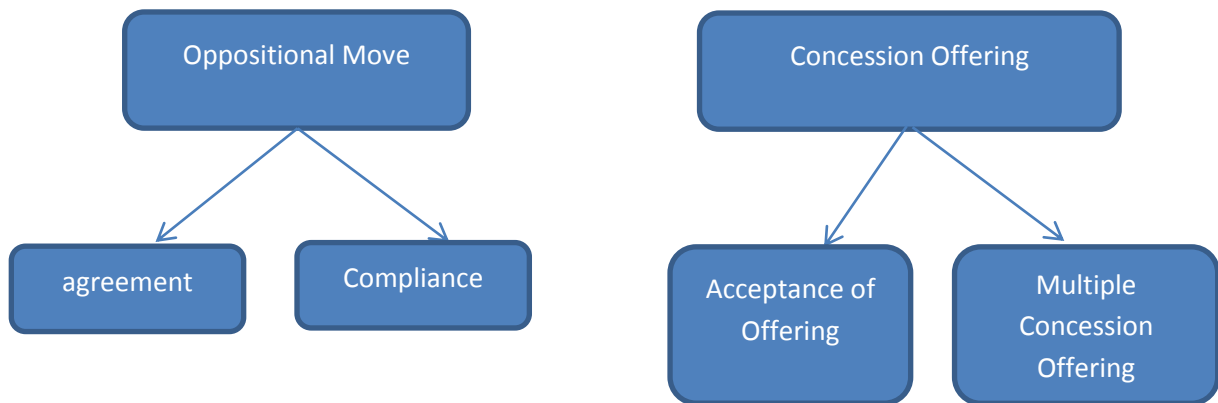 Oppositional Move
Concession Offering
agreement
Compliance
Acceptance of
Offering
Multiple
Concession
Offering